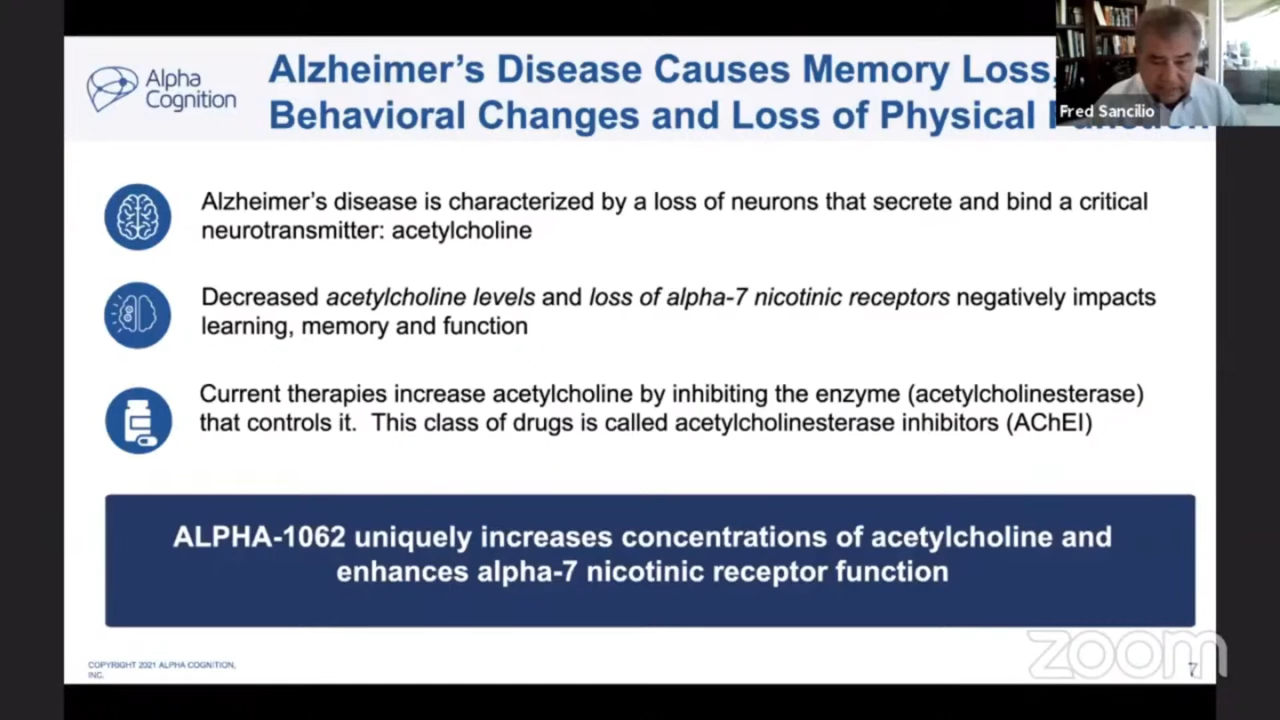 Alpha
Cognition
Alzheimer's Disease Causes Memory Loss,
Behavioral Changes and Loss of Physical
Fred Sancilio
Alzheimer's disease is characterized by a loss of neurons that secrete and bind a critical
neurotransmitter: acetylcholine
Decreased acetylcholine levels and loss of alpha-7 nicotinic receptors negatively impacts
learning, memory and function
Current therapies increase acetylcholine by inhibiting the enzyme (acetylcholinesterase)
that controls it. This class of drugs is called acetylcholinesterase inhibitors (AChEI)
ALPHA-1062 uniquely increases concentrations of acetylcholine and
enhances alpha-7 nicotinic receptor function
COPYRIGHT 2021 ALPHA COGNITION,
INC.
zoom
7